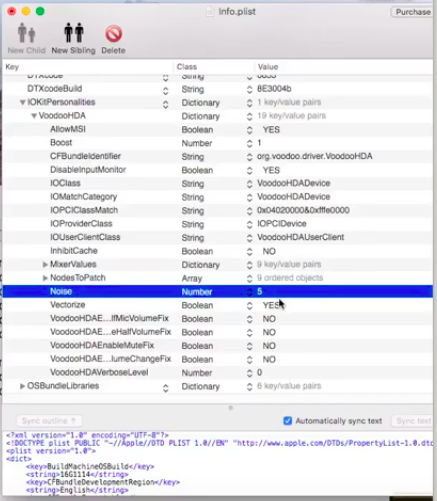 Info.plist
Purchase
New Child New Sibling Delete
Key Class Value
DTXcode String 0833
DTXcodeBuild String 8E3004b
IOKitPersonalities Dictionary 1 key/value pairs
VoodooHDA Dictionary 19 key/value pairs
AllowMSI Boolean YES
Boost Number 1
CFBundleIdentifier String org.voodoo.driver.VoodooHDA
DisableInputMonitor Boolean YES
IOClass String VoodooHDADevice
IOMatchCategory String VoodooHDADevice
IOPCIClassMatch String 0x04020000&0xfffe0000
IOProviderClass String IOPCIDevice
IOUserClientClass String VoodooHDAUserClient
InhibitCache Boolean NO
MixerValues Dictionary 9 key/value pairs
NodesToPatch Array 9 ordered objects
Noise Number 5
Vectorize Boolean YES
VoodooHDAE...lfMicVolumeFix Boolean NO
VoodooHDAE...eHalfVolumeFix Boolean NO
VoodooHDAEnableMuteFix Boolean NO
VoodooHDAE...lumeChangeFix Boolean NO
VoodooHDAVerboseLevel Number 0
OSBundleLibraries Dictionary 6 key/value pairs
Sync outline Automatically sync text Sync text
<?xml version="1.0" encoding="UTF-8"?>
<!DOCTYPE plist PUBLIC "-//Apple//DTD PLIST 1.0//EN" "http://www.apple.com/DTDs/PropertyList-1.0.dtd
<plist version="1.0">
<dict>
<key>BuildMachineOSBuild</key>
<string>16G1114</string>
<key>CFBundleDevelopmentRegion</key>
<string>English</string>